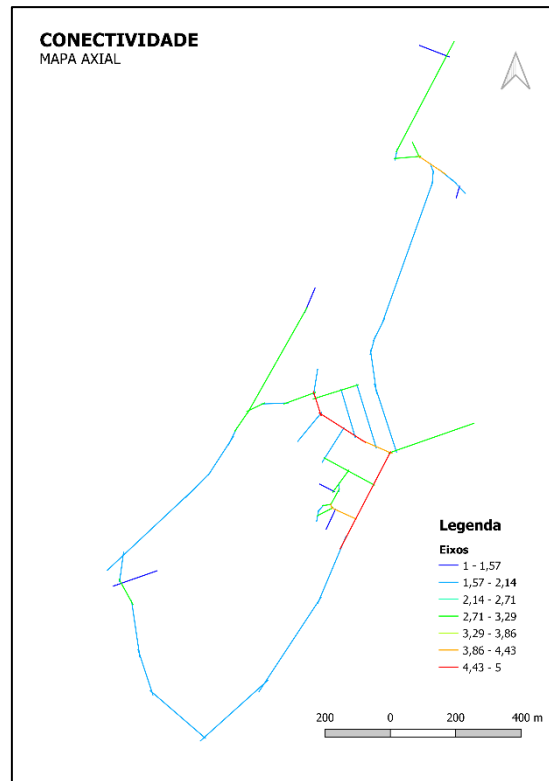 CONECTIVIDADE
MAPA AXIAL
Legenda
Eixos
1 - 1,57
1,57 - 2,14
2,14 - 2,71
2,71 - 3,29
3,29 - 3,86
3,86 - 4,43
4,43 - 5
200 0 200 400 m